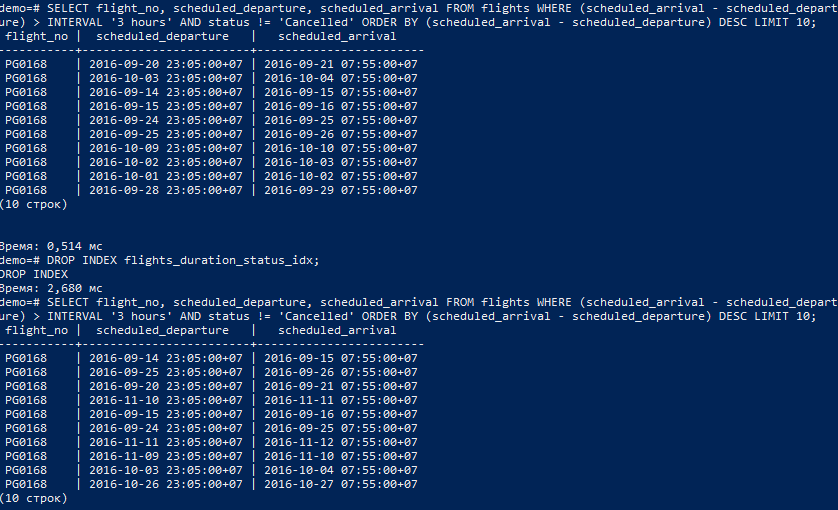 demo=# SELECT flight_no, scheduled_departure, scheduled_arrival FROM flights WHERE (scheduled_arrival - scheduled_depart
ure) > INTERVAL '3 hours' AND status != 'Cancelled' ORDER BY (scheduled_arrival - scheduled_departure) DESC LIMIT 10;
flight_no | scheduled_departure | scheduled_arrival
-----------+------------------------+------------------------
PG0168 | 2016-09-20 23:05:00+07 | 2016-09-21 07:55:00+07
PG0168 | 2016-10-03 23:05:00+07 | 2016-10-04 07:55:00+07
PG0168 | 2016-09-14 23:05:00+07 | 2016-09-15 07:55:00+07
PG0168 | 2016-09-15 23:05:00+07 | 2016-09-16 07:55:00+07
PG0168 | 2016-09-24 23:05:00+07 | 2016-09-25 07:55:00+07
PG0168 | 2016-09-25 23:05:00+07 | 2016-09-26 07:55:00+07
PG0168 | 2016-10-09 23:05:00+07 | 2016-10-10 07:55:00+07
PG0168 | 2016-10-02 23:05:00+07 | 2016-10-03 07:55:00+07
PG0168 | 2016-10-01 23:05:00+07 | 2016-10-02 07:55:00+07
PG0168 | 2016-09-28 23:05:00+07 | 2016-09-29 07:55:00+07
(10 строк)
Время: 0,514 мс
demo=# DROP INDEX flights_duration_status_idx;
DROP INDEX
Время: 2,680 мс
demo=# SELECT flight_no, scheduled_departure, scheduled_arrival FROM flights WHERE (scheduled_arrival - scheduled_depart
ure) > INTERVAL '3 hours' AND status != 'Cancelled' ORDER BY (scheduled_arrival - scheduled_departure) DESC LIMIT 10;
flight_no | scheduled_departure | scheduled_arrival
-----------+------------------------+------------------------
PG0168 | 2016-09-14 23:05:00+07 | 2016-09-15 07:55:00+07
PG0168 | 2016-09-25 23:05:00+07 | 2016-09-26 07:55:00+07
PG0168 | 2016-09-20 23:05:00+07 | 2016-09-21 07:55:00+07
PG0168 | 2016-11-10 23:05:00+07 | 2016-11-11 07:55:00+07
PG0168 | 2016-09-15 23:05:00+07 | 2016-09-16 07:55:00+07
PG0168 | 2016-09-24 23:05:00+07 | 2016-09-25 07:55:00+07
PG0168 | 2016-11-11 23:05:00+07 | 2016-11-12 07:55:00+07
PG0168 | 2016-11-09 23:05:00+07 | 2016-11-10 07:55:00+07
PG0168 | 2016-10-03 23:05:00+07 | 2016-10-04 07:55:00+07
PG0168 | 2016-10-26 23:05:00+07 | 2016-10-27 07:55:00+07
(10 строк)